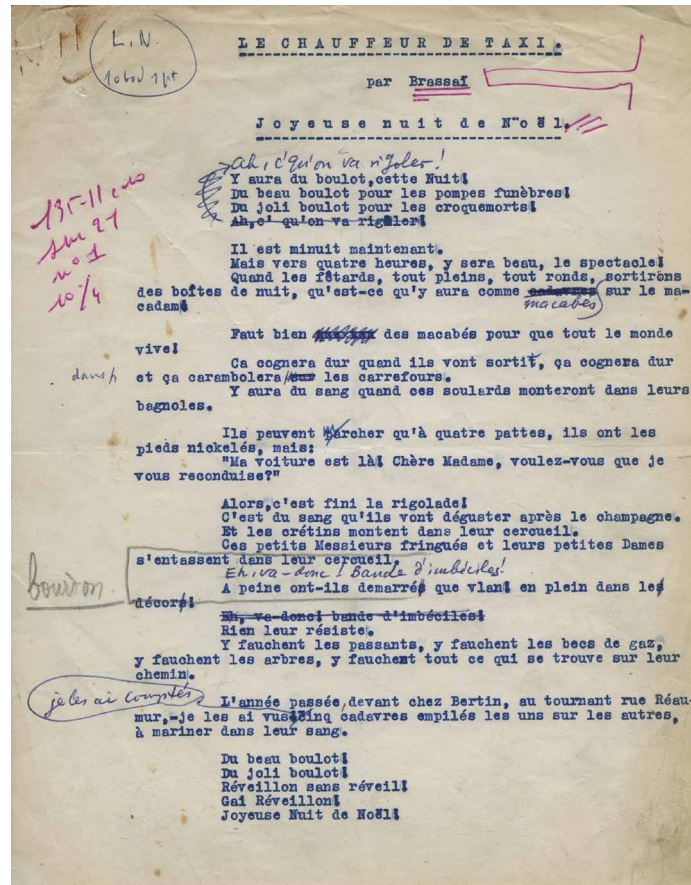 L.N.
LE CHAUFFEUR DE TAXI.
par Brassaï
Joyeuse nuit de Noël.
Ah, c'qu'on va rigoler!
Y aura du boulot, cette Nuit!
Du beau boulot pour les pompes funèbres!
135-11
Du joli boulot pour les croquemorts!
sur 21
Ah, c' qu'on va rigoler!
n° 1
Il est minuit maintenant.
10/4
Mais vers quatre heures, y sera beau, le spectacle!
Quand les fêtards, tout pleins, tout ronds, sortirons
des boîtes de nuit, qu'est-ce qu'y aura comme cadavres sur le ma-
macabés
cadam!
Faut bien des macabés pour que tout le monde
vive!
Ca cognera dur quand ils vont sortit, ça cognera dur
dans
et ça carambolera sur les carrefours.
Y aura du sang quand ces soulards monteront dans leurs
bagnoles.
Ils peuvent marcher qu'à quatre pattes, ils ont les
pieds nickelés, mais:
"Ma voiture est là! Chère Madame, voulez-vous que je
vous reconduise?"
Alors, c'est fini la rigolade!
C'est du sang qu'ils vont déguster après le champagne.
Et les crétins montent dans leur cercueil.
Ces petits Messieurs fringués et leurs petites Dames
s'entassent dans leur cercueil.
Eh! va-donc! Bande d'imbéciles!
bourdon
A peine ont-ils demarrés que vlan! en plein dans les
décors!
Eh, va-donc! bande d'imbéciles!
Rien leur résiste.
Y fauchent les passants, y fauchent les becs de gaz,
y fauchent les arbres, y fauchent tout ce qui se trouve sur leur
chemin.
je les ai comptés
L'année passée, devant chez Bertin, au tournant rue Réau-
mur,-je les ai vus cinq cadavres empilés les uns sur les autres,
à mariner dans leur sang.
Du beau boulot!
Du joli boulot!
Réveillon sans réveil!
Gai Réveillon!
Joyeuse Nuit de Noël!